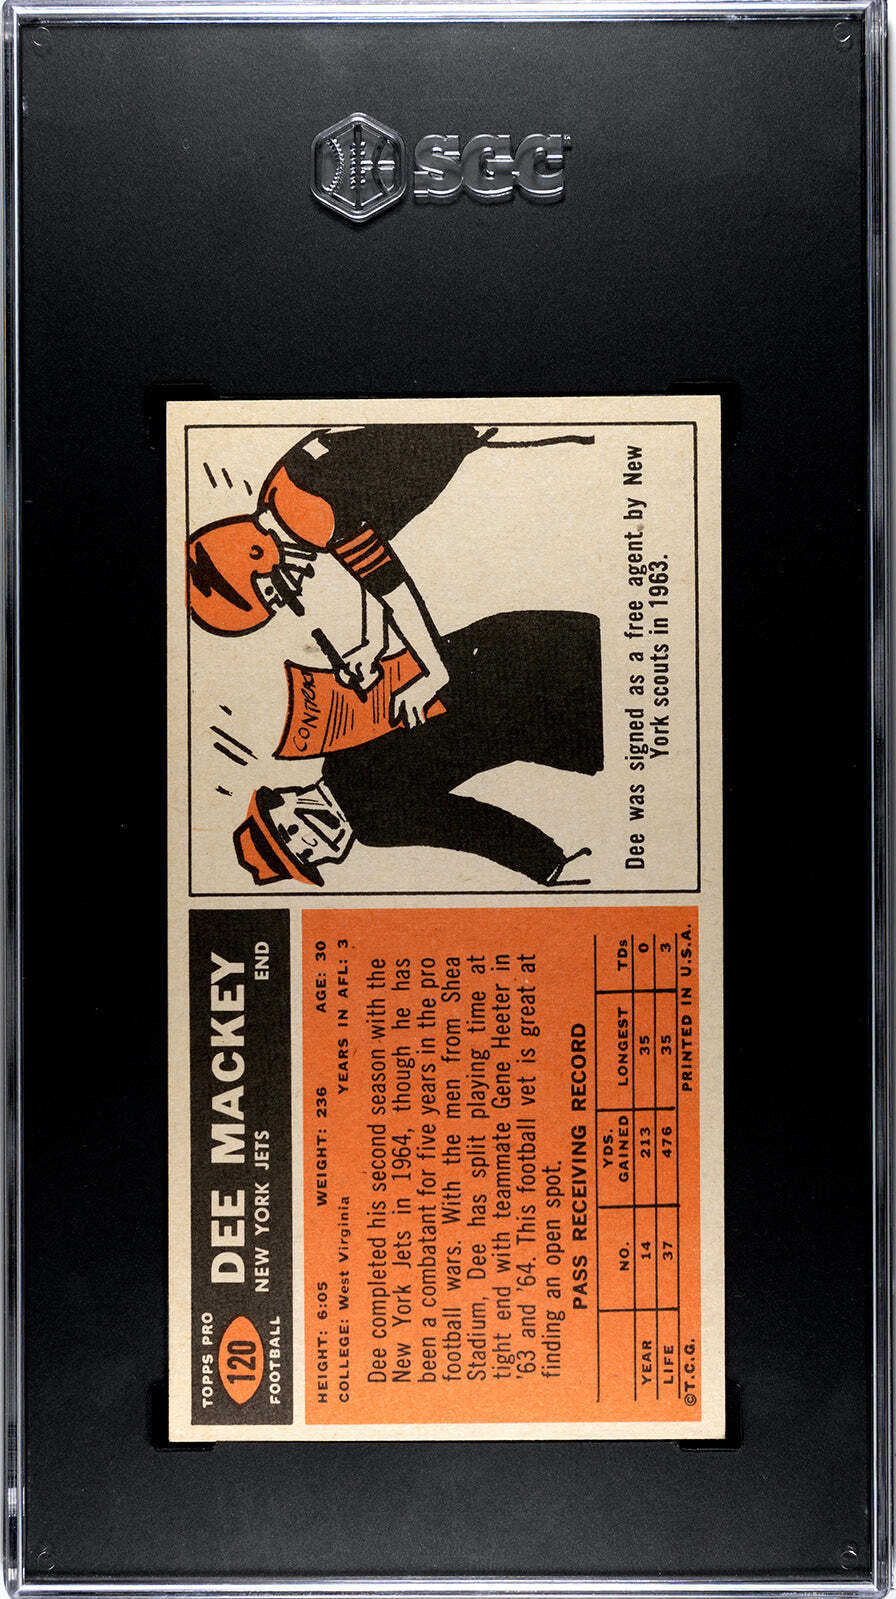 SGC
TOPPS PRO
120
FOOTBALL
DEE MACKEY
NEW YORK JETS END
HEIGHT: 6:05 WEIGHT: 236 AGE: 30
COLLEGE: West Virginia YEARS IN AFL: 3
Dee completed his second season with the
New York Jets in 1964, though he has
been a combatant for five years in the pro
football wars. With the men from Shea
Stadium, Dee has split playing time at
tight end with teammate Gene Heeter in
'63 and '64. This football vet is great at
finding an open spot.
PASS RECEIVING RECORD
NO. YDS. GAINED LONGEST TDs
YEAR 14 213 35 0
LIFE 37 476 35 3
©T.C.G. PRINTED IN U.S.A.
CONTRACT
Dee was signed as a free agent by New
York scouts in 1963.